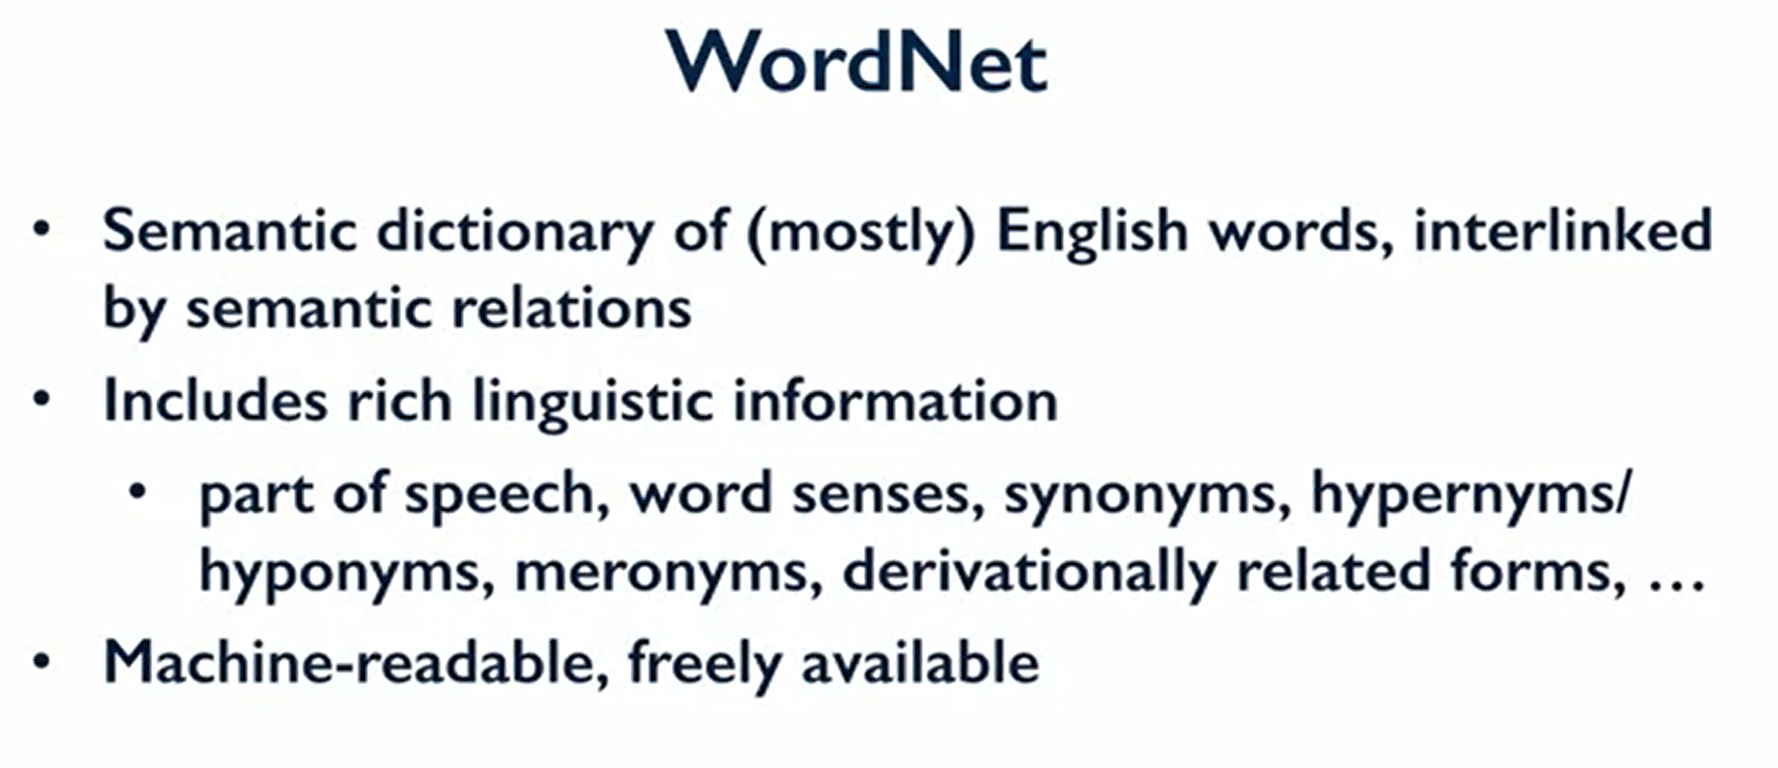 WordNet
• Semantic dictionary of (mostly) English words, interlinked
by semantic relations
• Includes rich linguistic information
• part of speech, word senses, synonyms, hypernyms/
hyponyms, meronyms, derivationally related forms, …
• Machine-readable, freely available